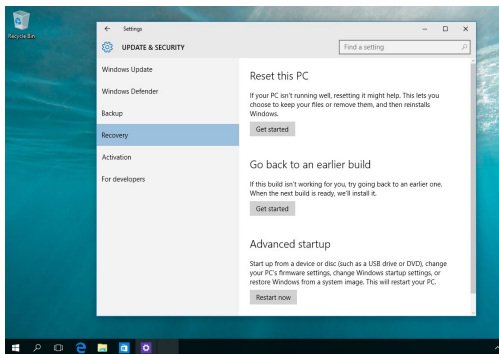 Recycle Bin
Settings
UPDATE & SECURITY
Find a setting
Windows Update
Windows Defender
Backup
Recovery
Activation
For developers
Reset this PC
If your PC isn't running well, resetting it might help. This lets you
choose to keep your files or remove them, and then reinstalls
Windows.
Get started
Go back to an earlier build
If this build isn't working for you, try going back to an earlier one.
When the next build is ready, we'll install it.
Get started
Advanced startup
Start up from a device or disc (such as a USB drive or DVD), change
your PC's firmware settings, change Windows startup settings, or
restore Windows from a system image. This will restart your PC.
Restart now